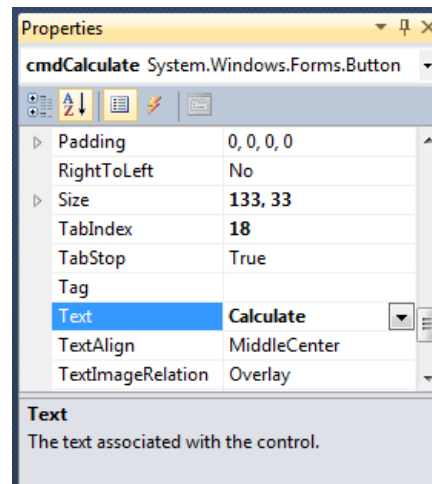 Properties
cmdCalculate System.Windows.Forms.Button
A
Z
Padding 0, 0, 0, 0
RightToLeft No
Size 133, 33
TabIndex 18
TabStop True
Tag
Text Calculate
TextAlign MiddleCenter
TextImageRelation Overlay
Text
The text associated with the control.